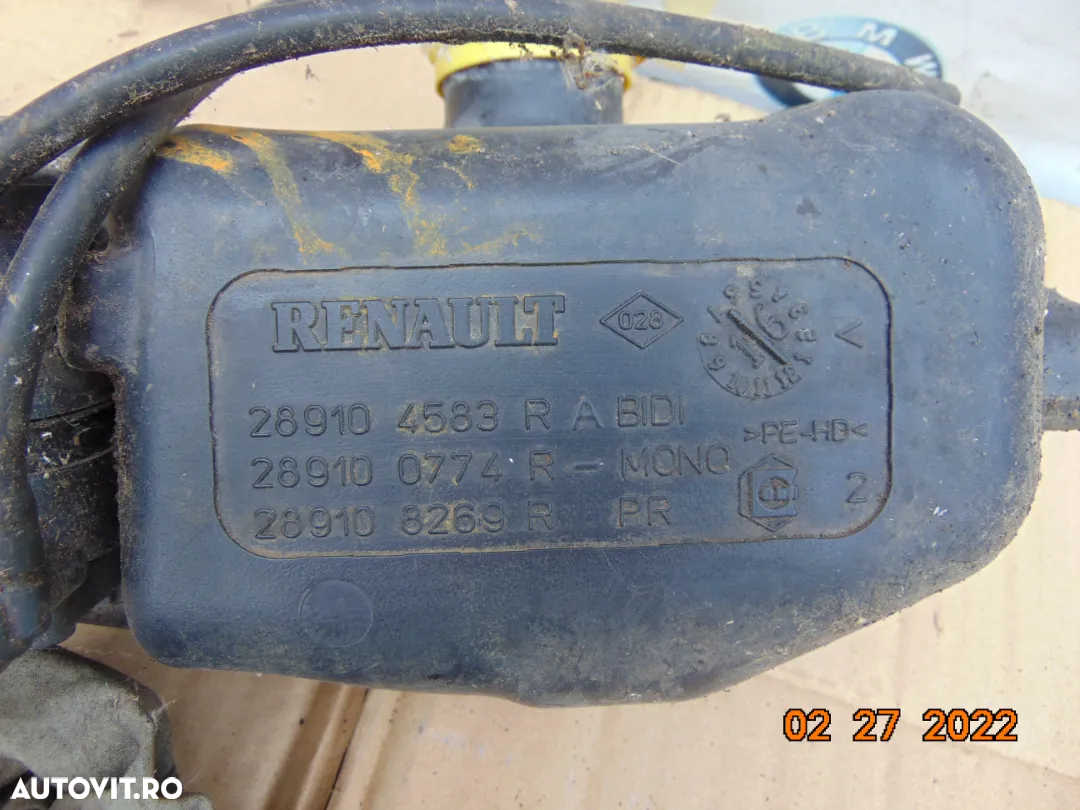 RENAULT
028
16
28910 4583 R A BIDI
28910 0774 R - MONO
28910 8269 R PR
>PE-HD<
2
02 27 2022
AUTOVIT.RO